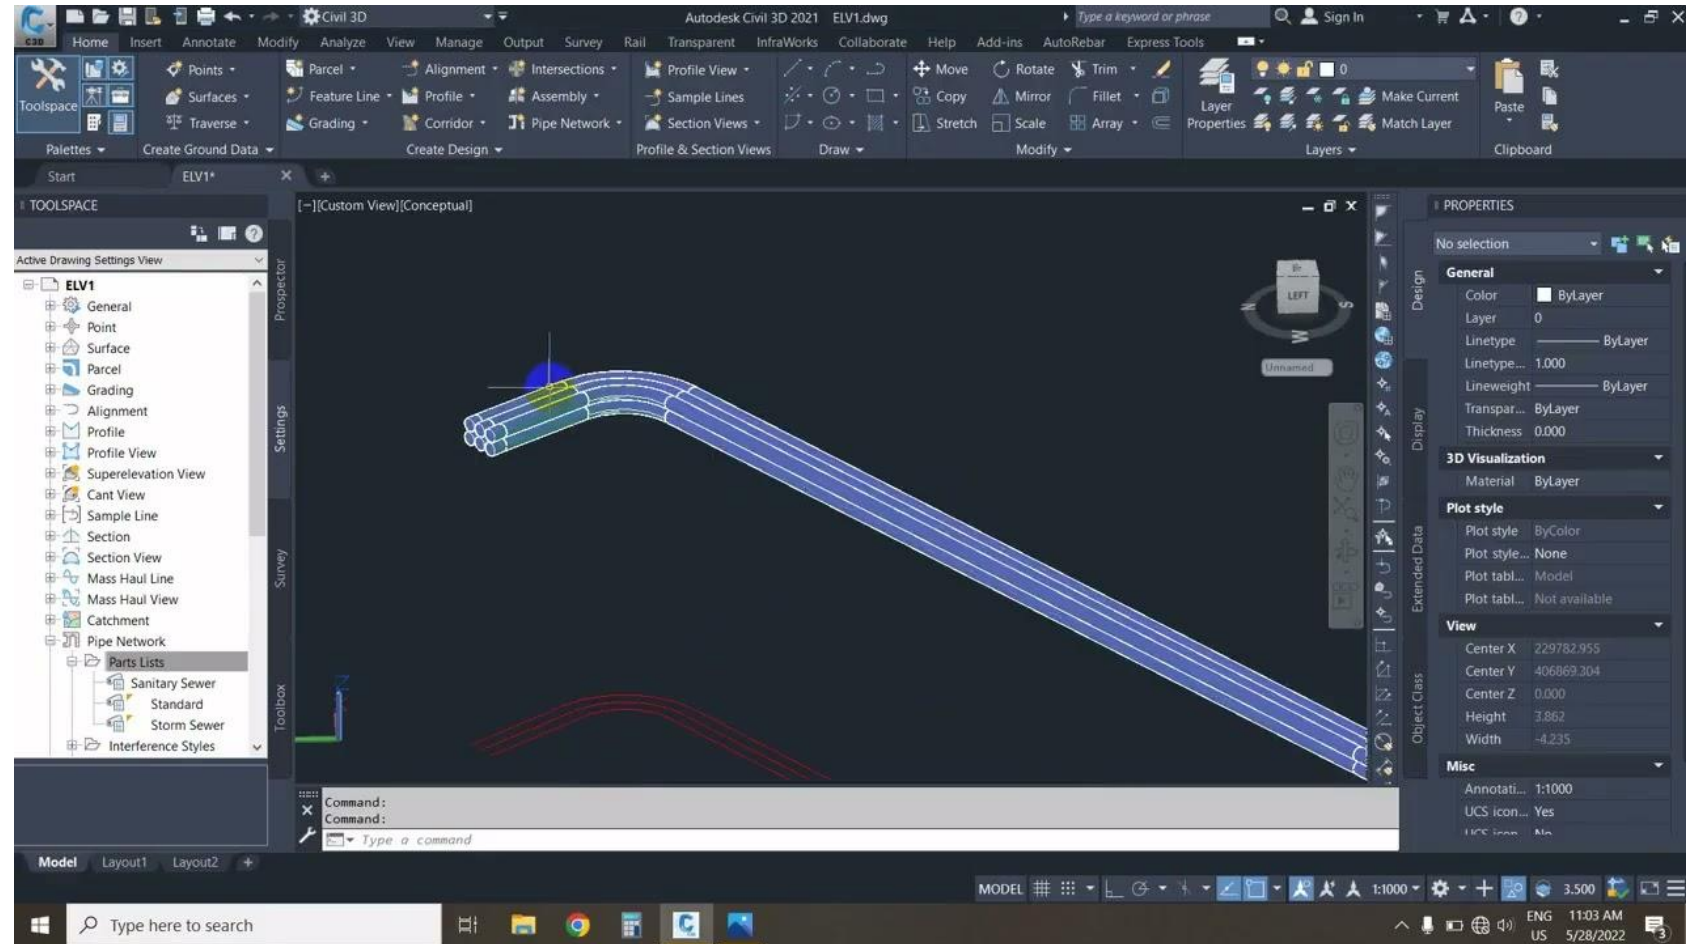 C3D
Civil 3D
Autodesk Civil 3D 2021 ELV1.dwg
Type a keyword or phrase
Sign In
Home Insert Annotate Modify Analyze View Manage Output Survey Rail Transparent InfraWorks Collaborate Help Add-ins AutoRebar Express Tools
Toolspace
Palettes
Points
Surfaces
Traverse
Create Ground Data
Parcel Alignment Intersections
Feature Line Profile Assembly
Grading Corridor Pipe Network
Create Design
Profile View
Sample Lines
Section Views
Profile & Section Views
Draw
Move Rotate Trim
Copy Mirror Fillet
Stretch Scale Array
Modify
Layer
Properties
0
Make Current
Match Layer
Layers
Paste
Clipboard
Start ELV1*
TOOLSPACE
Active Drawing Settings View
ELV1
General
Point
Surface
Parcel
Grading
Alignment
Profile
Profile View
Superelevation View
Cant View
Sample Line
Section
Section View
Mass Haul Line
Mass Haul View
Catchment
Pipe Network
Parts Lists
Sanitary Sewer
Standard
Storm Sewer
Interference Styles
Prospector
Settings
Survey
Toolbox
[-][Custom View][Conceptual]
LEFT
N
S
W
Unnamed
Z
Command:
Command:
Type a command
Design
Display
Extended Data
Object Class
PROPERTIES
No selection
General
Color ByLayer
Layer 0
Linetype ByLayer
Linetype... 1.000
Lineweight ByLayer
Transpar... ByLayer
Thickness 0.000
3D Visualization
Material ByLayer
Plot style
Plot style ByColor
Plot style... None
Plot tabl... Model
Plot tabl... Not available
View
Center X 229782.955
Center Y 406869.304
Center Z 0.000
Height 3.862
Width -4.235
Misc
Annotati... 1:1000
UCS icon... Yes
UCS icon No
Model Layout1 Layout2
MODEL 1:1000 3.500
Type here to search
ENG
US
11:03 AM
5/28/2022
3